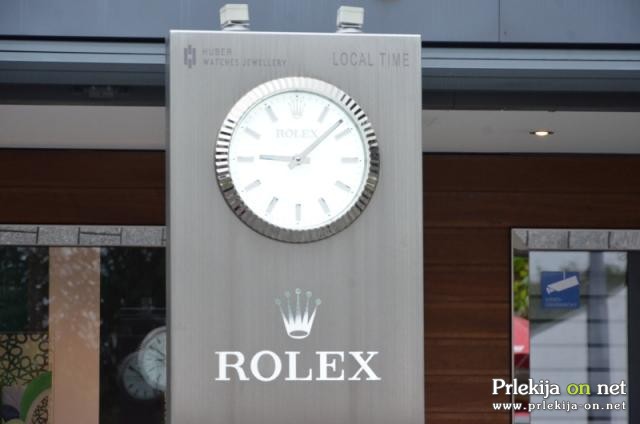 HUBER
WATCHES JEWELLERY
LOCAL TIME
ROLEX
ROLEX
Prlekija on net
www.prlekija-on.net